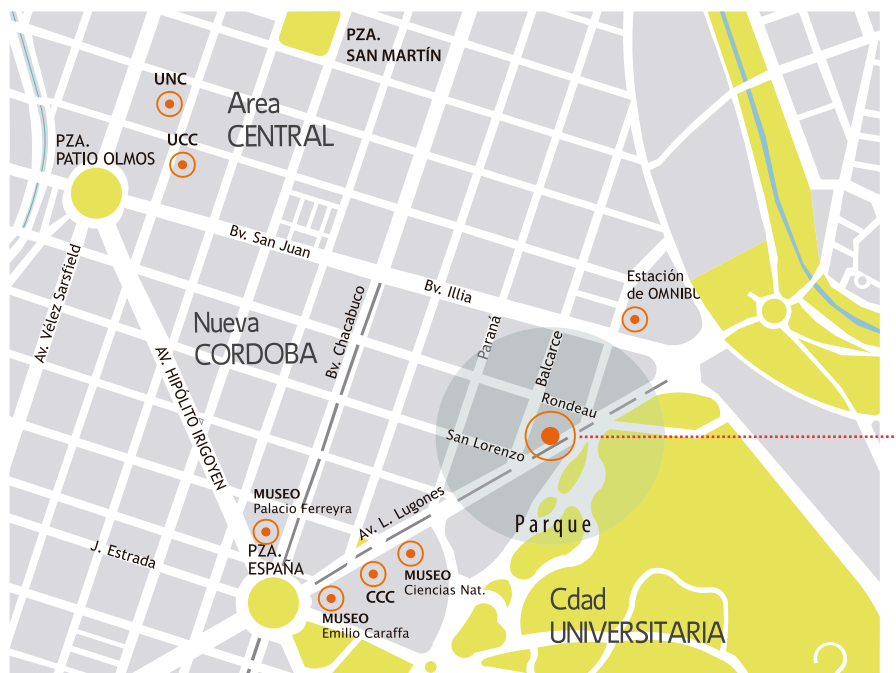 PZA.
SAN MARTÍN
UNC
Area
CENTRAL
UCC
PZA.
PATIO OLMOS
Bv. San Juan
Bv. Illia
Estación
de OMNIBU
Av. Vélez Sarsfield
Nueva
CORDOBA
Bv. Chacabuco
Paraná
Balcarce
AV. HIPÓLITO IRIGOYEN
Rondeau
San Lorenzo
MUSEO
Palacio Ferreyra
Av. L. Lugones
Parque
J. Estrada
PZA.
ESPAÑA
MUSEO
Ciencias Nat.
CCC
MUSEO
Emilio Caraffa
Cdad
UNIVERSITARIA